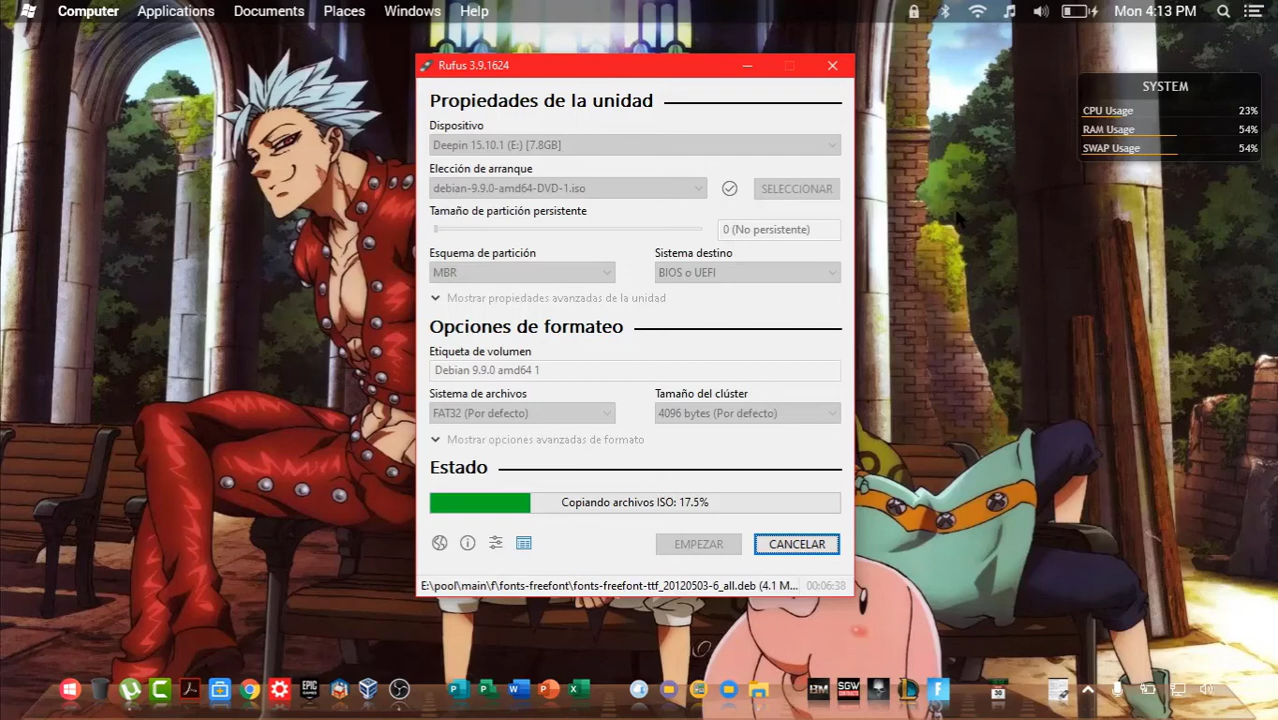 Computer Applications Documents Places Windows Help Mon 4:13 PM
Rufus 3.9.1624
Propiedades de la unidad
Dispositivo
Deepin 15.10.1 (E:) [7.8GB]
Elección de arranque
debian-9.9.0-amd64-DVD-1.iso SELECCIONAR
Tamaño de partición persistente
0 (No persistente)
Esquema de partición Sistema destino
MBR BIOS o UEFI
Mostrar propiedades avanzadas de la unidad
Opciones de formateo
Etiqueta de volumen
Debian 9.9.0 amd64 1
Sistema de archivos Tamaño del clúster
FAT32 (Por defecto) 4096 bytes (Por defecto)
Mostrar opciones avanzadas de formato
Estado
Copiando archivos ISO: 17.5%
EMPEZAR CANCELAR
E:\pool\main\f\fonts-freefont\fonts-freefont-ttf_20120503-6_all.deb (4.1 M... 00:06:38
SYSTEM
CPU Usage 23%
RAM Usage 54%
SWAP Usage 54%
EPIC GAMES
SGW
30